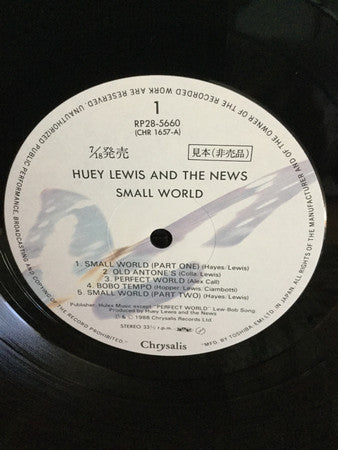 ALL RIGHTS OF THE MANUFACTURER AND OF THE OWNER OF THE RECORDED WORK ARE RESERVED. UNAUTHORIZED PUBLIC PERFORMANCE, BROADCASTING AND COPYING OF THIS RECORD PROHIBITED.
1
RP28-5660
(CHR 1657-A)
7/18発売
見本(非売品)
HUEY LEWIS AND THE NEWS
SMALL WORLD
1. SMALL WORLD (PART ONE) (Hayes/Lewis)
2. OLD ANTONE'S (Colla/Lewis)
3. PERFECT WORLD (Alex Call)
4. BOBO TEMPO (Hopper/Lewis/Ciambotti)
5. SMALL WORLD (PART TWO) (Hayes/Lewis)
Publisher: Hulex Music except "PERFECT WORLD" Lew-Bob Song
Produced by Huey Lewis and The News
STEREO 33⅓ r.p.m.
℗ & © 1988 Chrysalis Records Ltd.
Chrysalis
MFD. BY TOSHIBA EMI LTD. IN JAPAN.